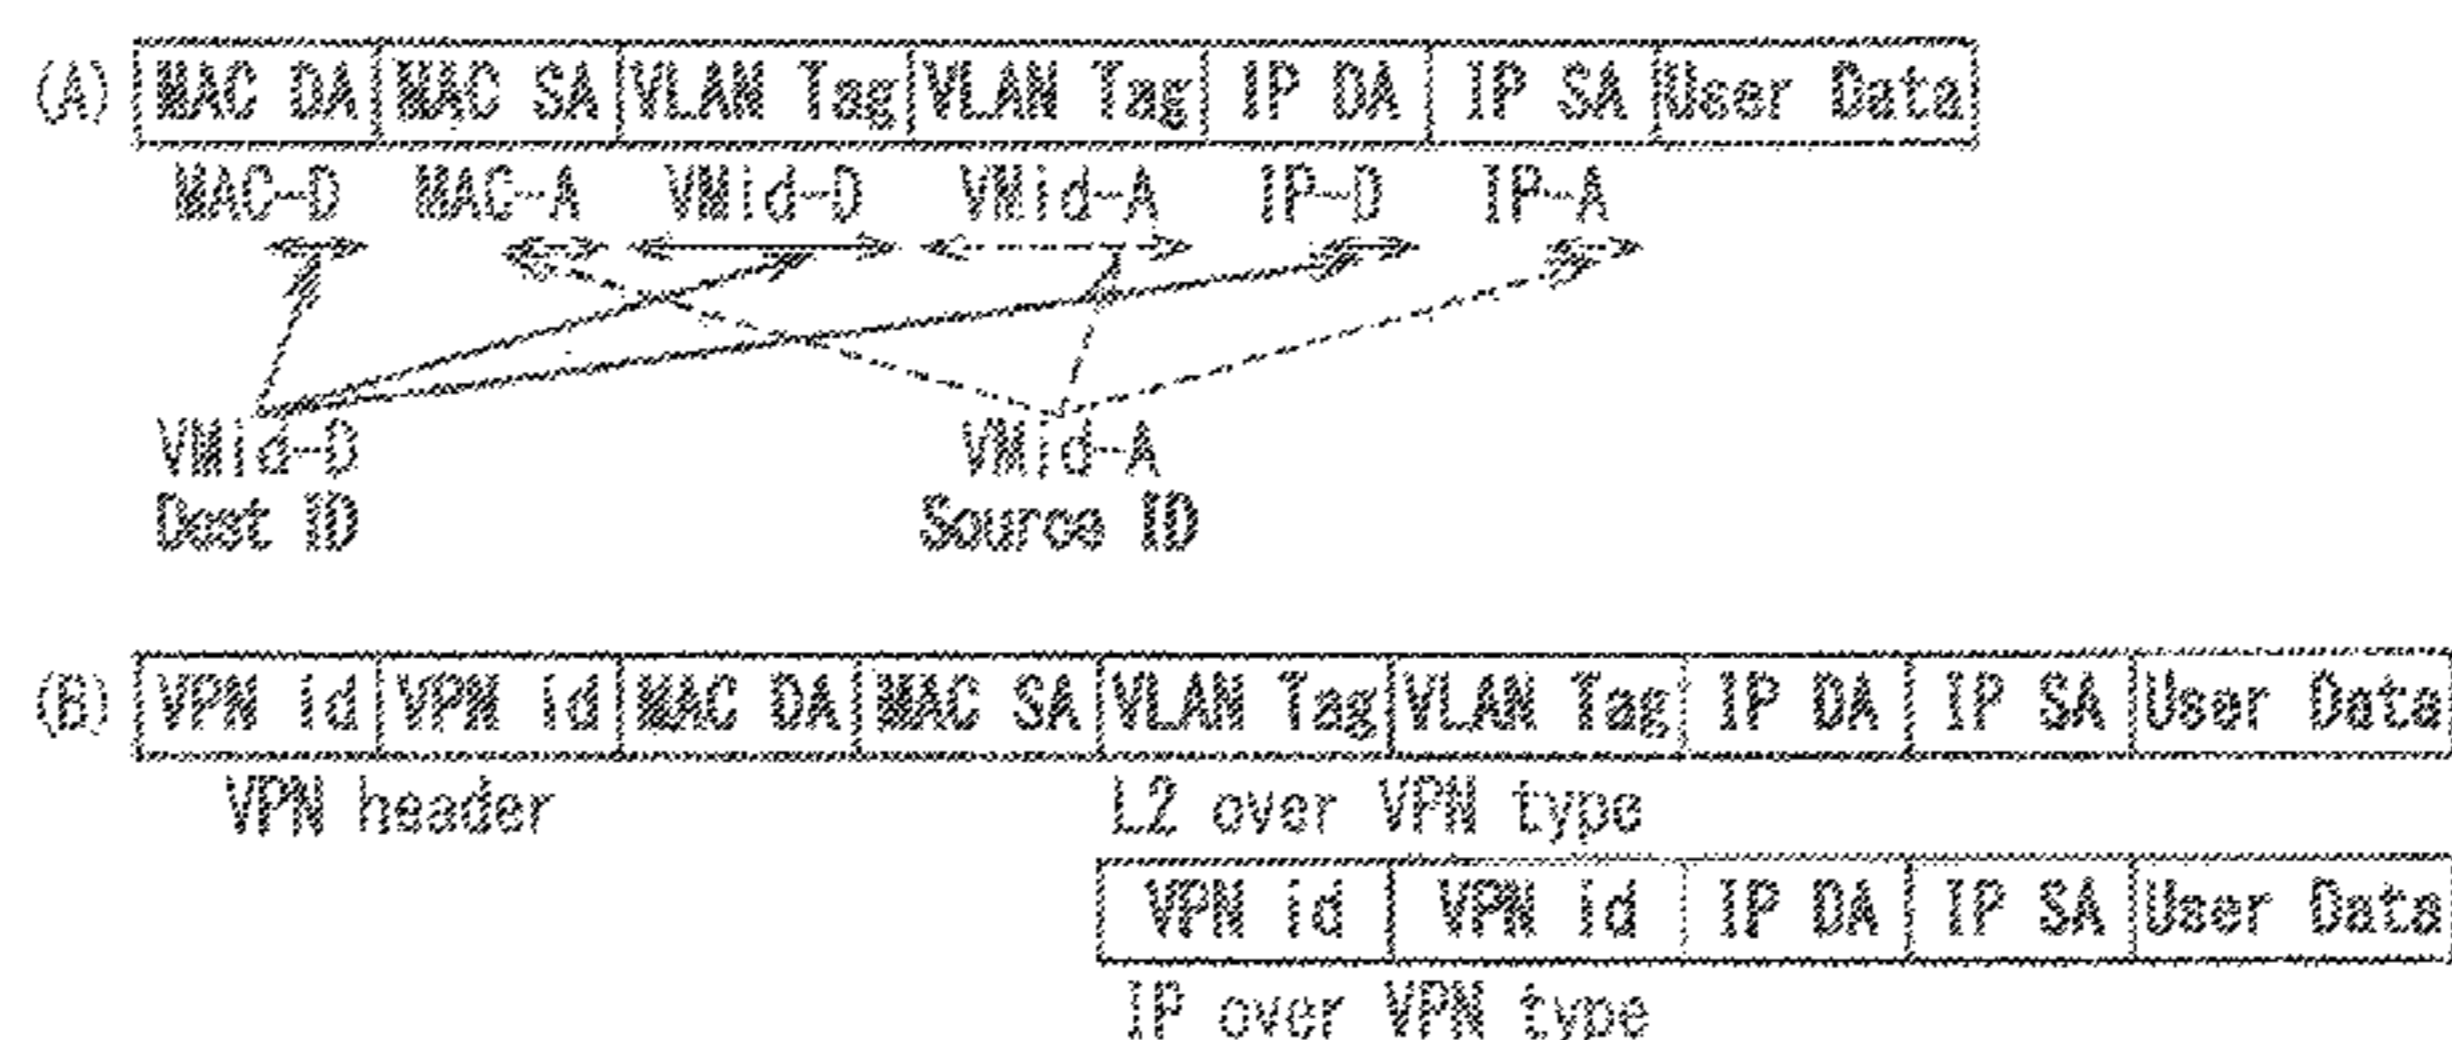 (A) MAC DA MAC SA VLAN Tag VLAN Tag IP DA IP SA User Data
MAC-D MAC-A VMid-D VMid-A IP-D IP-A
VMid-D VMid-A
Dest ID Source ID
(B) VPN id VPN id MAC DA MAC SA VLAN Tag VLAN Tag IP DA IP SA User Data
VPN header L2 over VPN type
VPN id VPN id IP DA IP SA User Data
IP over VPN type